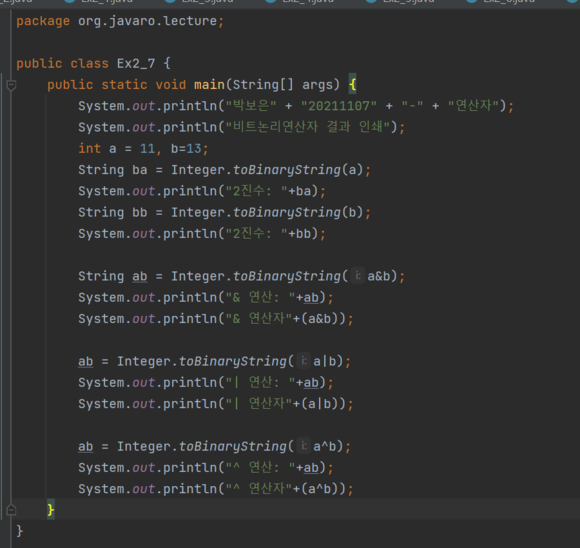 package org.javaro.lecture;
public class Ex2_7 {
public static void main(String[] args) {
System.out.println("박보은" + "20211107" + "-" + "연산자");
System.out.println("비트논리연산자 결과 인쇄");
int a = 11, b=13;
String ba = Integer.toBinaryString(a);
System.out.println("2진수: "+ba);
String bb = Integer.toBinaryString(b);
System.out.println("2진수: "+bb);
String ab = Integer.toBinaryString( i: a&b);
System.out.println("& 연산: "+ab);
System.out.println("& 연산자"+(a&b));
ab = Integer.toBinaryString( i: a|b);
System.out.println("| 연산: "+ab);
System.out.println("| 연산자"+(a|b));
ab = Integer.toBinaryString( i: a^b);
System.out.println("^ 연산: "+ab);
System.out.println("^ 연산자"+(a^b));
}
}